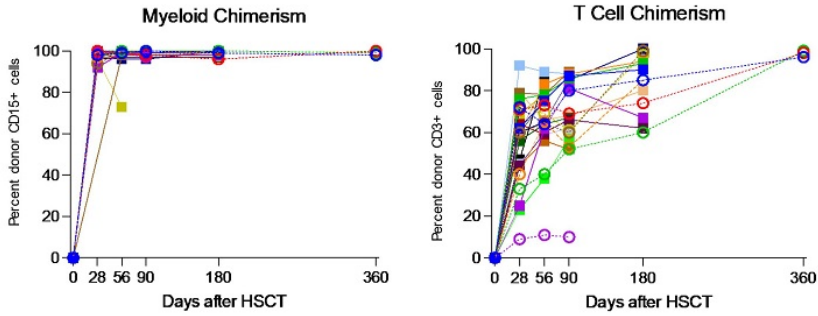 Myeloid Chimerism
Percent donor CD15+ cells
100
80
60
40
20
0
0 28 56 90 180 360
Days after HSCT
T Cell Chimerism
Percent donor CD3+ cells
100
80
60
40
20
0
0 28 56 90 180 360
Days after HSCT